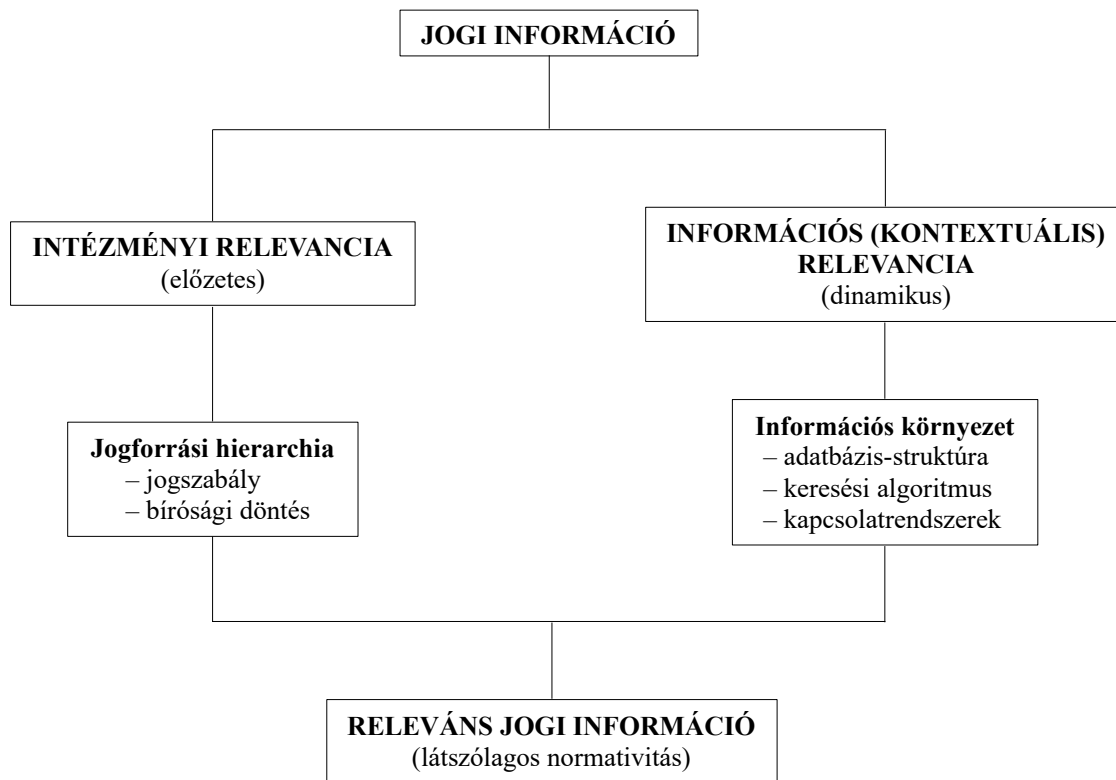 JOGI INFORMÁCIÓ
INTÉZMÉNYI RELEVANCIA
(előzetes)
INFORMÁCIÓS (KONTEXTUÁLIS)
RELEVANCIA
(dinamikus)
Jogforrási hierarchia
– jogszabály
– bírósági döntés
Információs környezet
– adatbázis-struktúra
– keresési algoritmus
– kapcsolatrendszerek
RELEVÁNS JOGI INFORMÁCIÓ
(látszólagos normativitás)